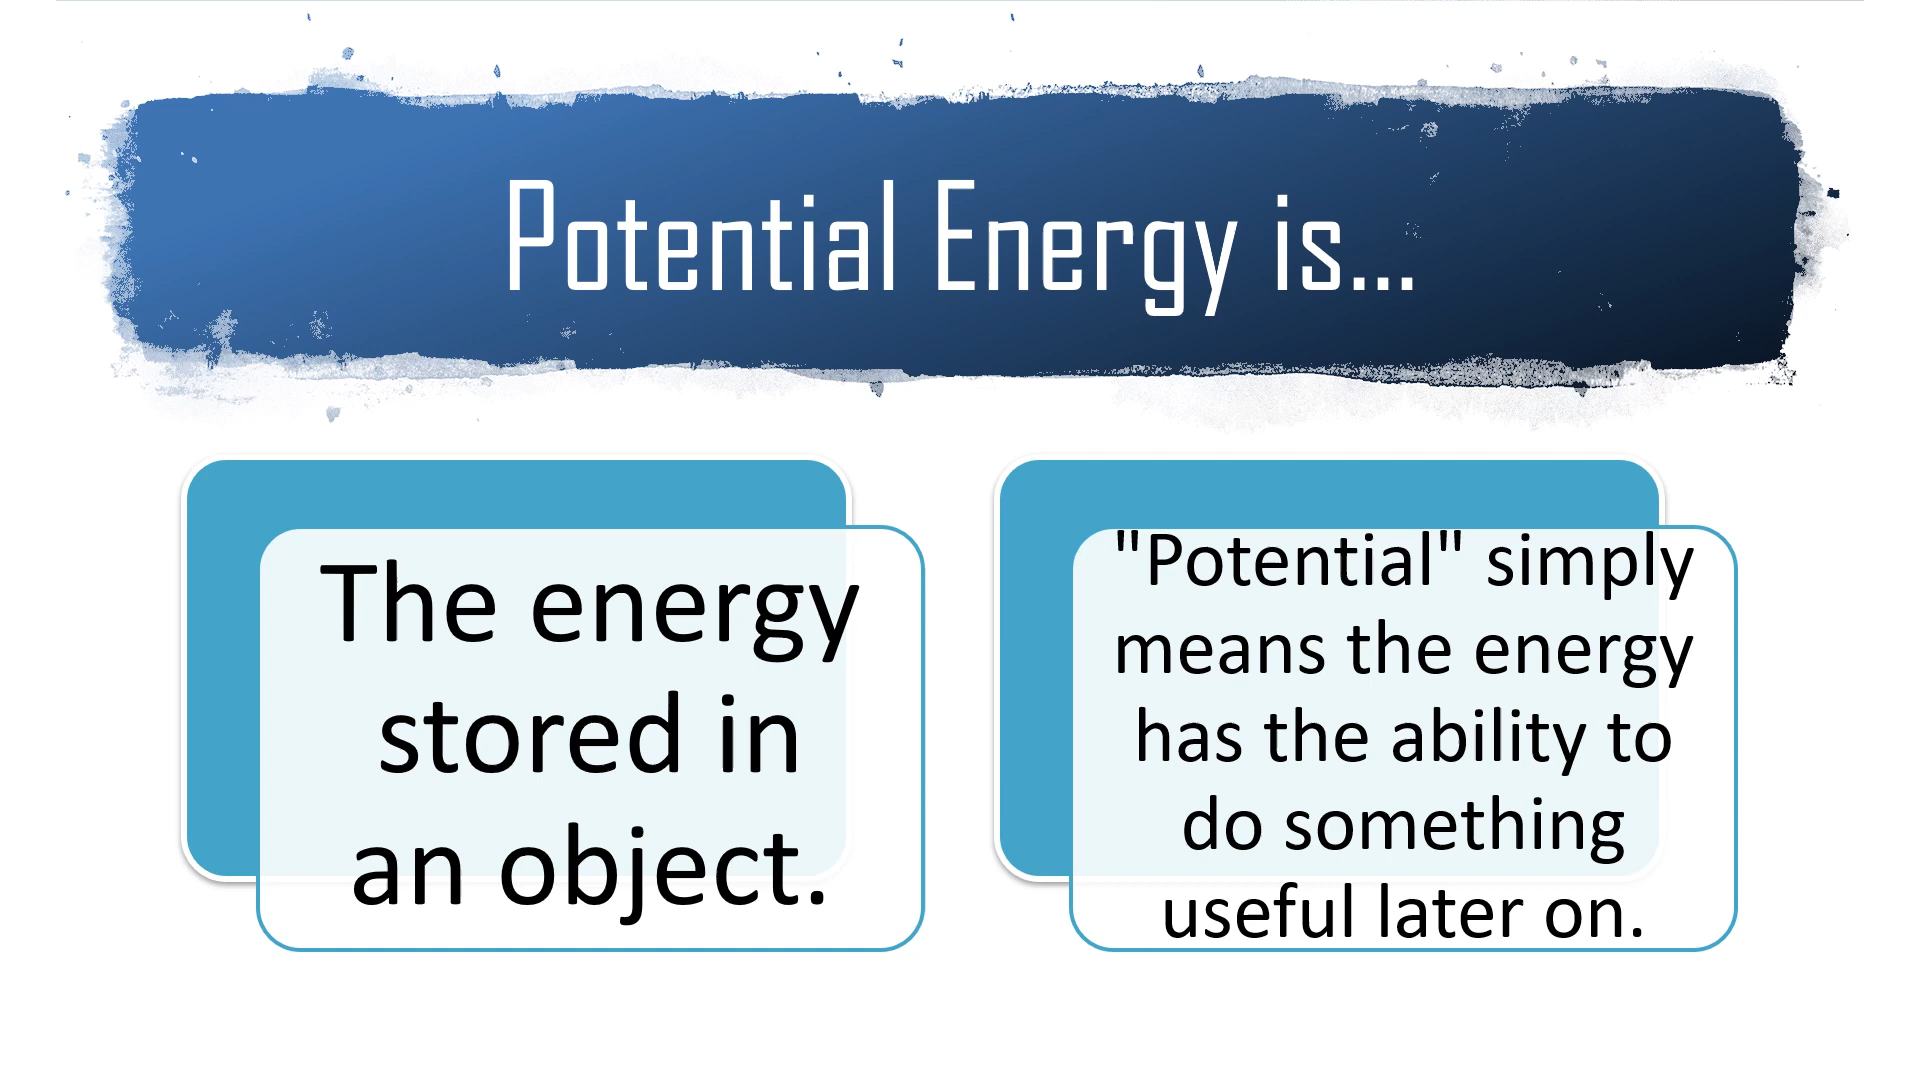 Potential Energy is...
The energy
stored in
an object.
"Potential" simply
means the energy
has the ability to
do something
useful later on.